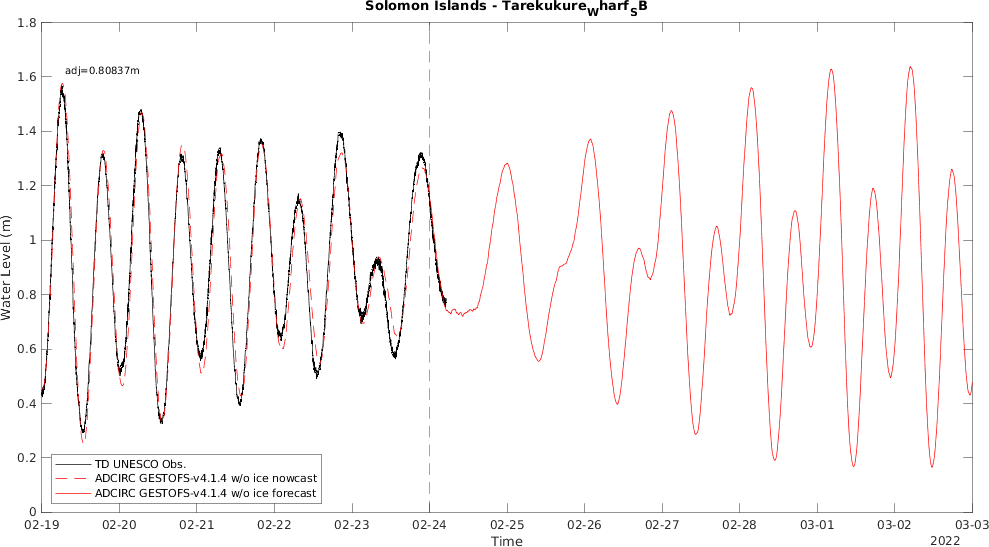 Solomon Islands - TarekukureWharfSB
1.8
1.6
1.4
1.2
1
0.8
0.6
0.4
0.2
0
Water Level (m)
adj=0.80837m
TD UNESCO Obs.
ADCIRC GESTOFS-v4.1.4 w/o ice nowcast
ADCIRC GESTOFS-v4.1.4 w/o ice forecast
02-19 02-20 02-21 02-22 02-23 02-24 02-25 02-26 02-27 02-28 03-01 03-02 03-03
Time
2022